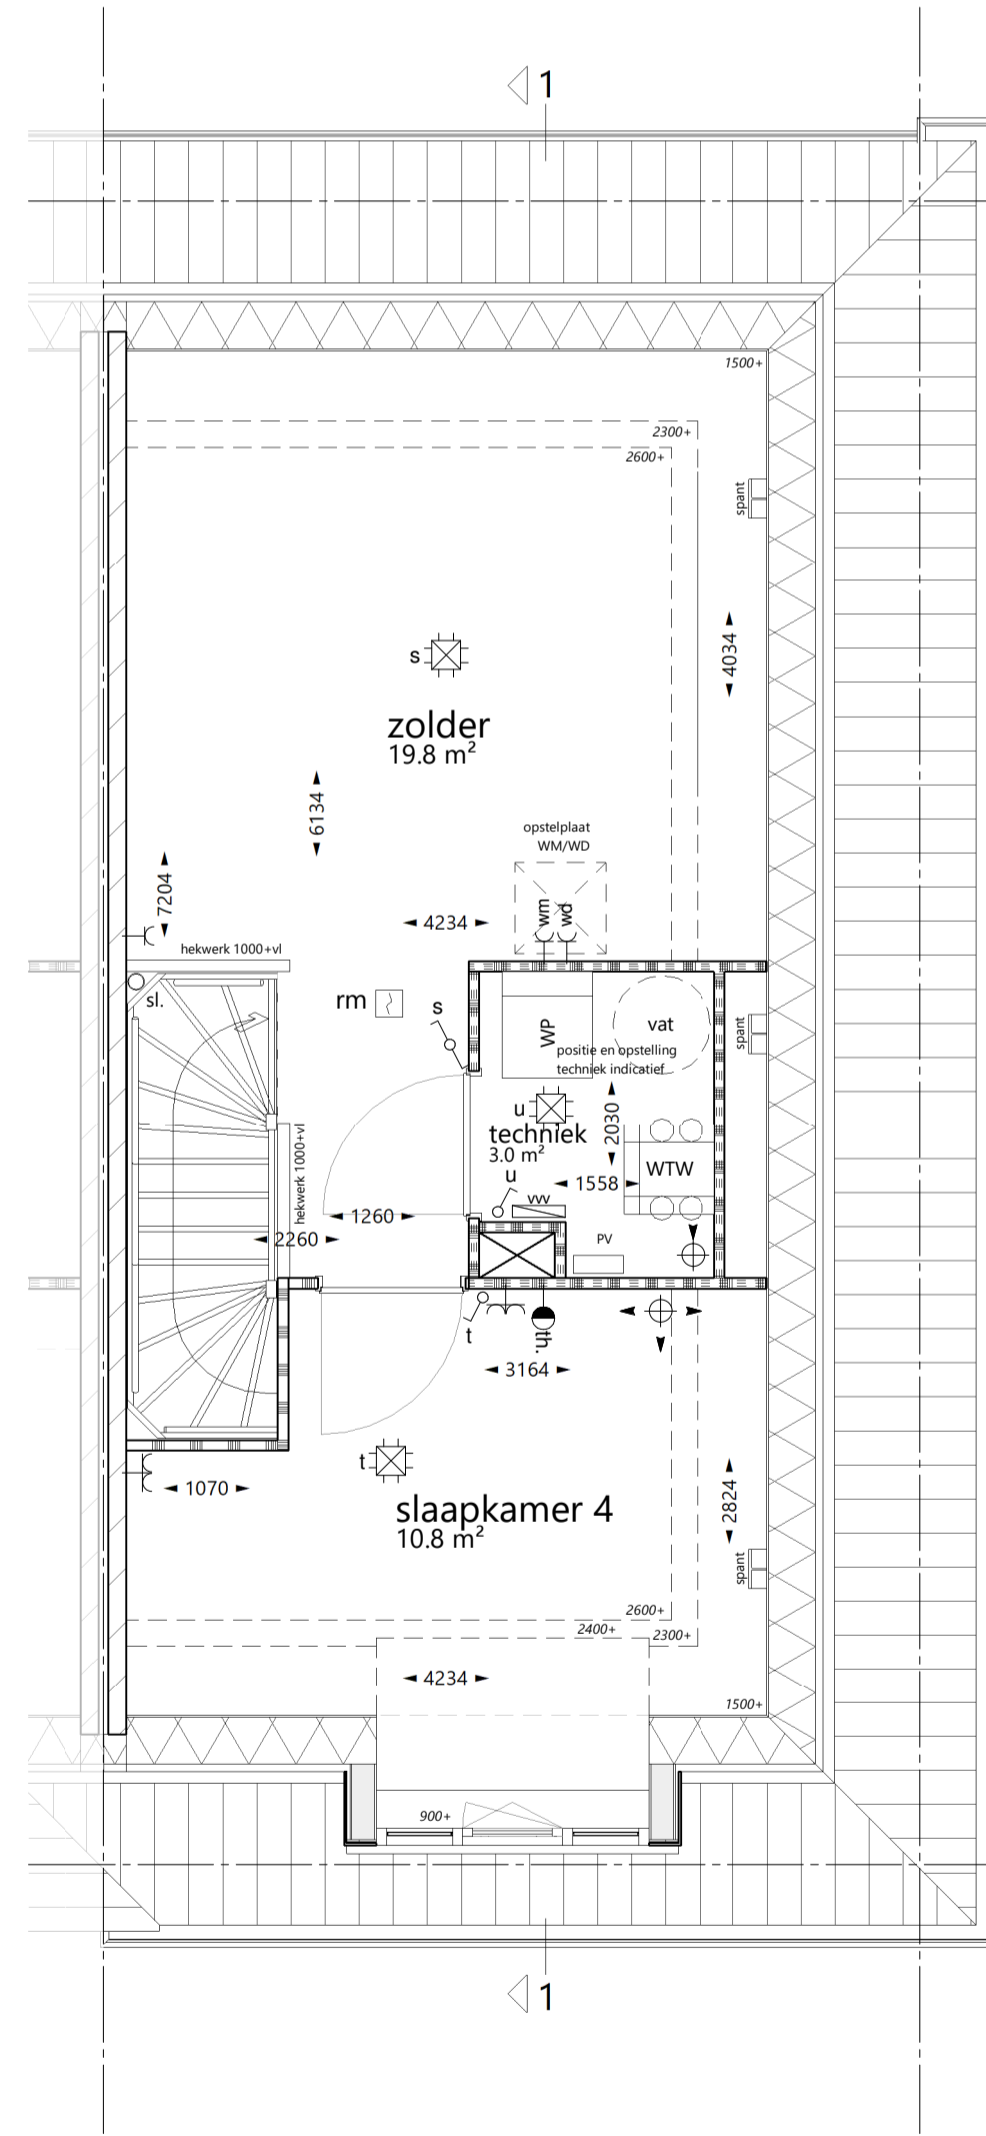 1
1500+
2300+
2600+
spant
s
4034
zolder
19.8 m²
6134
opstelplaat
WM/WD
7204
wm
wd
4234
hekwerk 1000+vl
sl.
rm
s
WP
vat
spant
positie en opstelling
techniek indicatief
u
2030
techniek
3.0 m²
WTW
u
1558
hekwerk 1000+vl
vvv
1260
2260
PV
t
th.
3164
t
1070
slaapkamer 4
10.8 m²
2824
spant
2600+
2400+
2300+
4234
1500+
900+
1